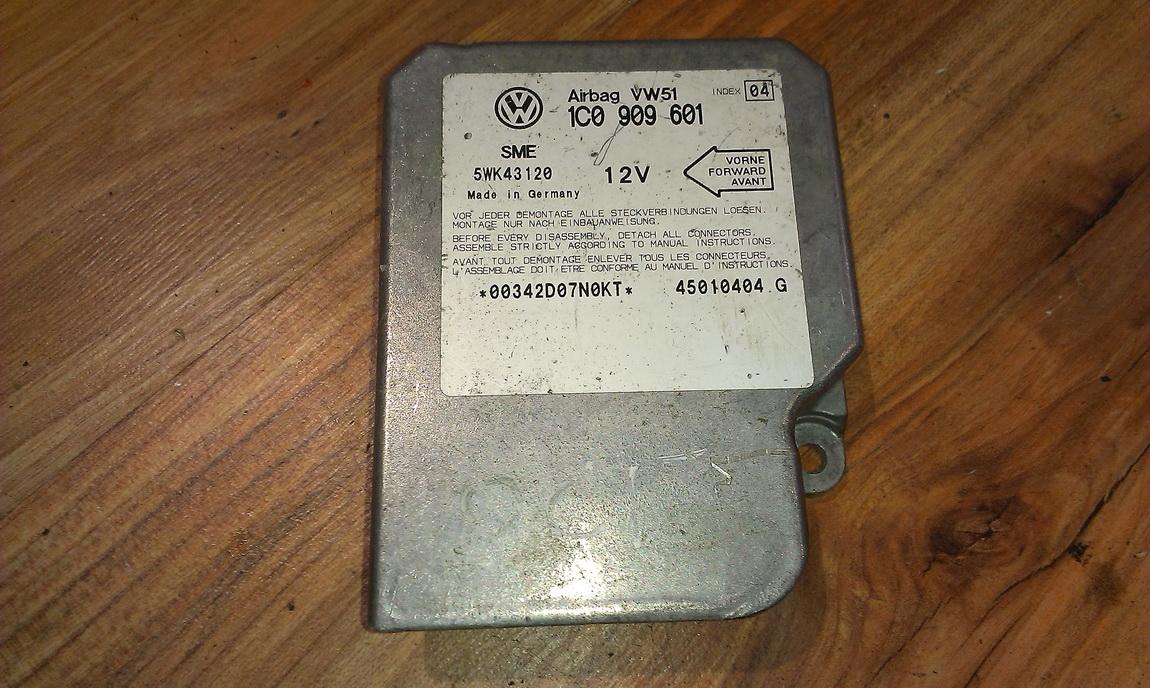 Airbag VW51 INDEX 04
1C0 909 601
SME
5WK43120 12V
Made in Germany
VORNE
FORWARD
AVANT
VOR JEDER DEMONTAGE ALLE STECKVERBINDUNGEN LOESEN.
MONTAGE NUR NACH EINBAUANWEISUNG.
BEFORE EVERY DISASSEMBLY, DETACH ALL CONNECTORS.
ASSEMBLE STRICTLY ACCORDING TO MANUAL INSTRUCTIONS.
AVANT TOUT DEMONTAGE ENLEVER TOUS LES CONNECTEURS.
L'ASSEMBLAGE DOIT ETRE CONFORME AU MANUEL D'INSTRUCTIONS.
*00342D07N0KT* 45010404 G